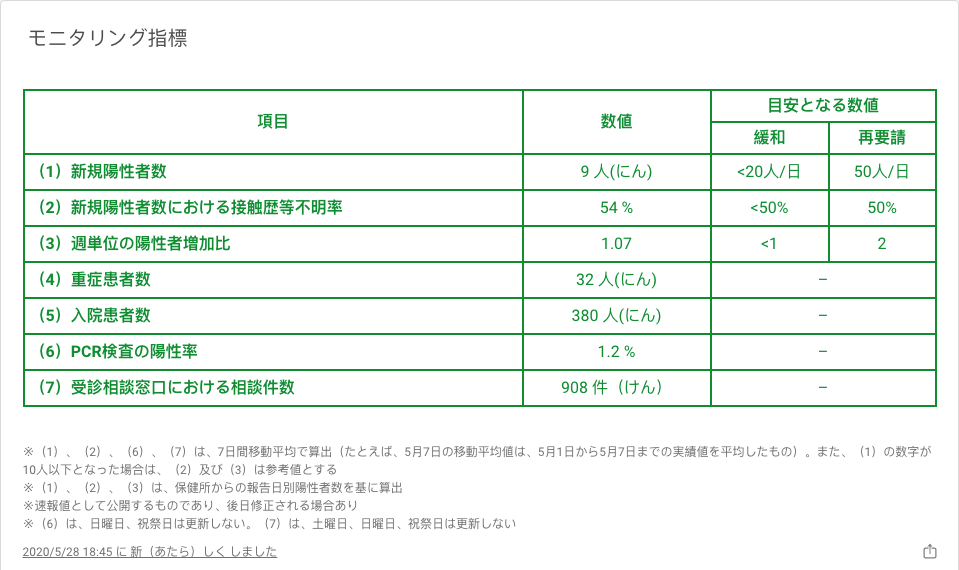 モニタリング指標
項目 数値 目安となる数値
緩和 再要請
（1）新規陽性者数 9 人(にん) <20人/日 50人/日
（2）新規陽性者数における接触歴等不明率 54 % <50% 50%
（3）週単位の陽性者増加比 1.07 <1 2
（4）重症患者数 32 人(にん) –
（5）入院患者数 380 人(にん) –
（6）PCR検査の陽性率 1.2 % –
（7）受診相談窓口における相談件数 908 件（けん） –
※（1）、（2）、（6）、（7）は、7日間移動平均で算出（たとえば、5月7日の移動平均値は、5月1日から5月7日までの実績値を平均したもの）。また、（1）の数字が
10人以下となった場合は、（2）及び（3）は参考値とする
※（1）、（2）、（3）は、保健所からの報告日別陽性者数を基に算出
※速報値として公開するものであり、後日修正される場合あり
※（6）は、日曜日、祝祭日は更新しない。（7）は、土曜日、日曜日、祝祭日は更新しない
2020/5/28 18:45 に 新（あたら）しく しました